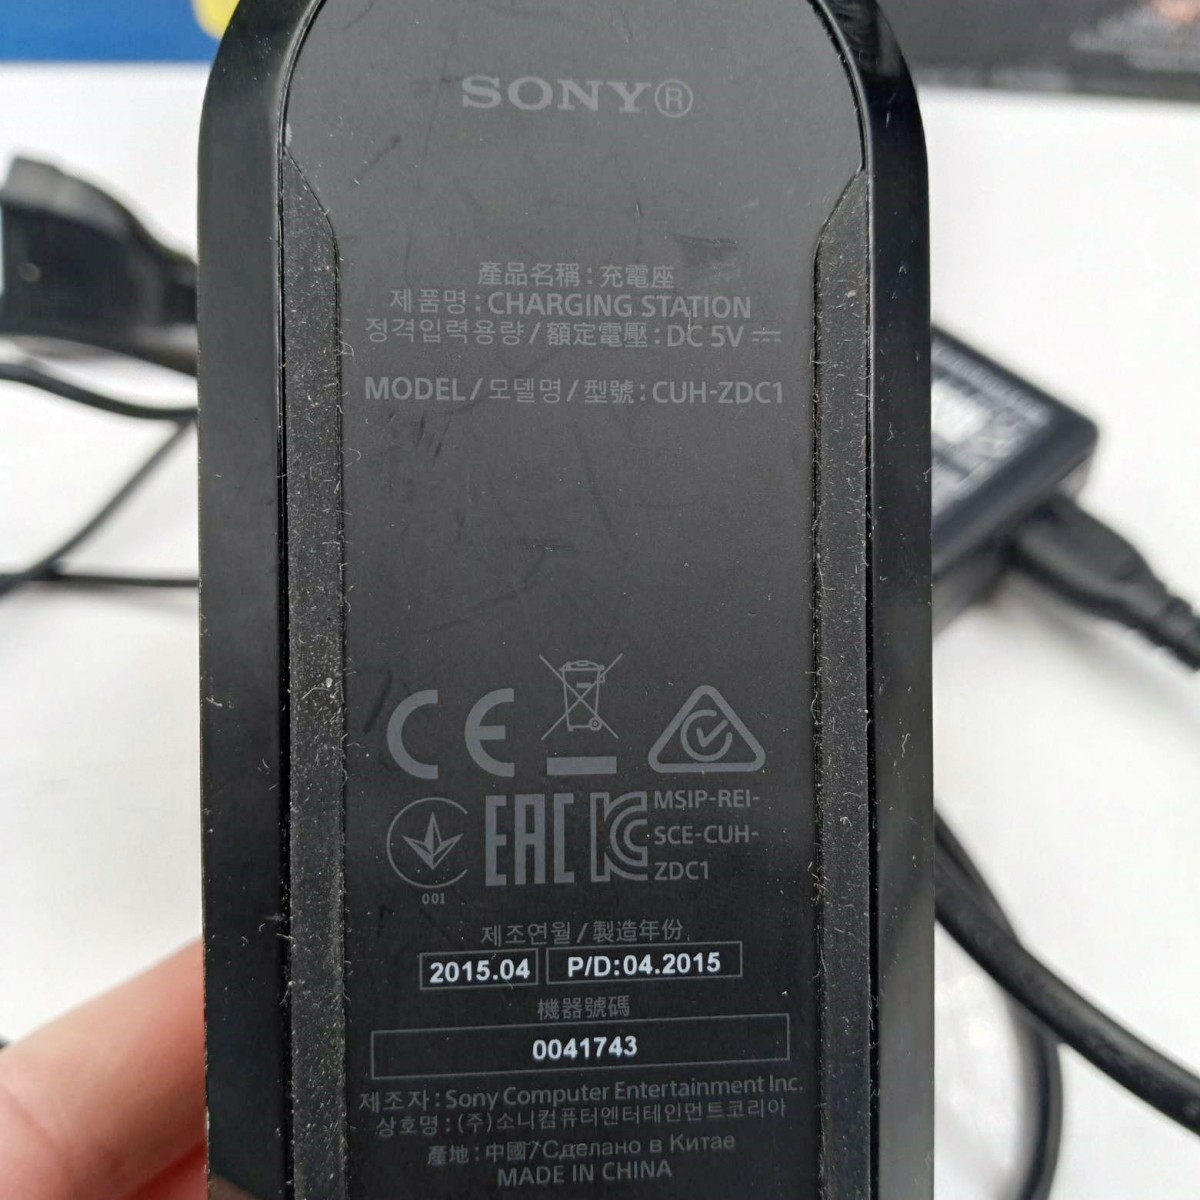 SONY®
產品名稱 : 充電座
제품명 : CHARGING STATION
정격입력용량 / 額定電壓 : DC 5V ⎓
MODEL / 모델명 / 型號 : CUH-ZDC1
CE
MSIP-REI-
EAC
SCE-CUH-
ZDC1
001
제조연월 / 製造年份
2015.04 P/D:04.2015
機器號碼
0041743
제조자 : Sony Computer Entertainment Inc.
상호명 : (주)소니컴퓨터엔터테인먼트코리아
產地 : 中國 / Сделано в Китае
MADE IN CHINA